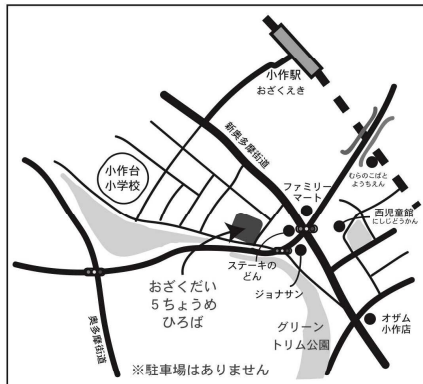 小作駅
おざくえき
新奥多摩街道
小作台
小学校
むらのこばと
ようちえん
ファミリー
マート
西児童館
にしじどうかん
ステーキの
どん
ジョナサン
おざくだい
5ちょうめ
ひろば
オザム
小作店
グリーン
トリム公園
奥多摩街道
※駐車場はありません